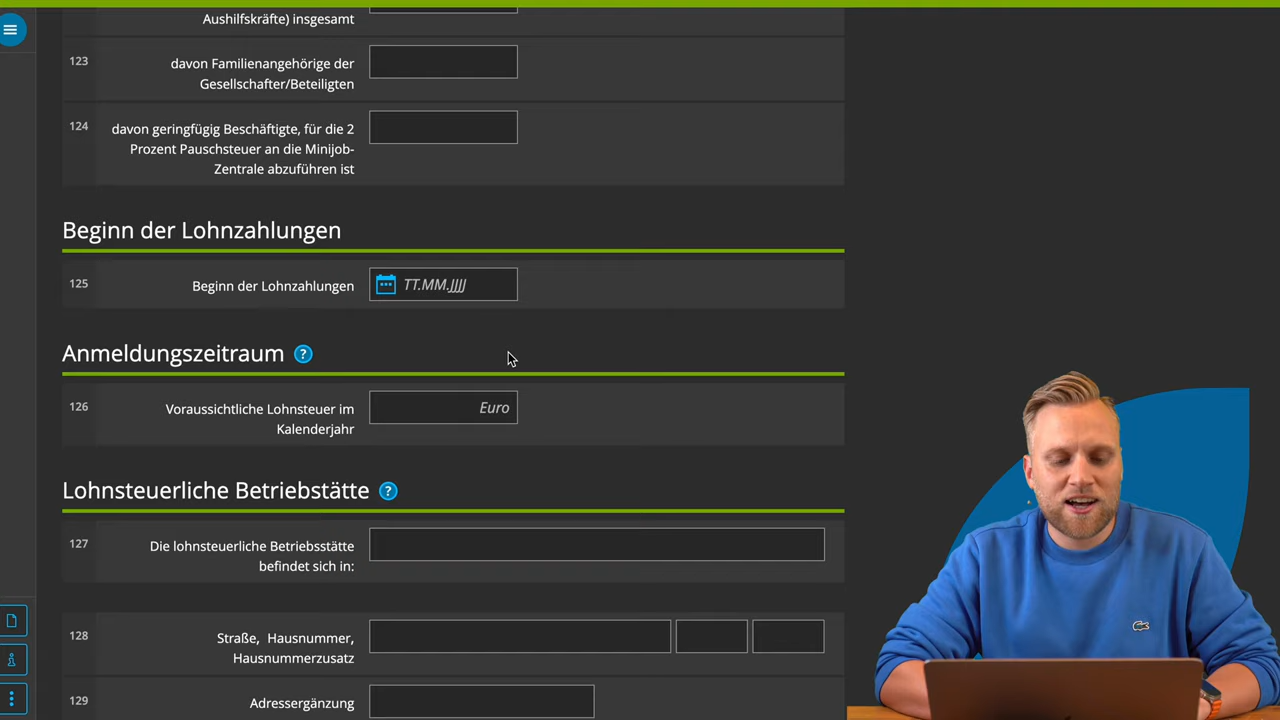 Aushilfskräfte) insgesamt
123
davon Familienangehörige der
Gesellschafter/Beteiligten
124
davon geringfügig Beschäftigte, für die 2
Prozent Pauschsteuer an die Minijob-
Zentrale abzuführen ist
Beginn der Lohnzahlungen
125
Beginn der Lohnzahlungen
TT.MM.JJJJ
Anmeldungszeitraum ?
126
Voraussichtliche Lohnsteuer im
Kalenderjahr
Euro
Lohnsteuerliche Betriebstätte ?
127
Die lohnsteuerliche Betriebsstätte
befindet sich in:
128
Straße, Hausnummer,
Hausnummerzusatz
129
Adressergänzung